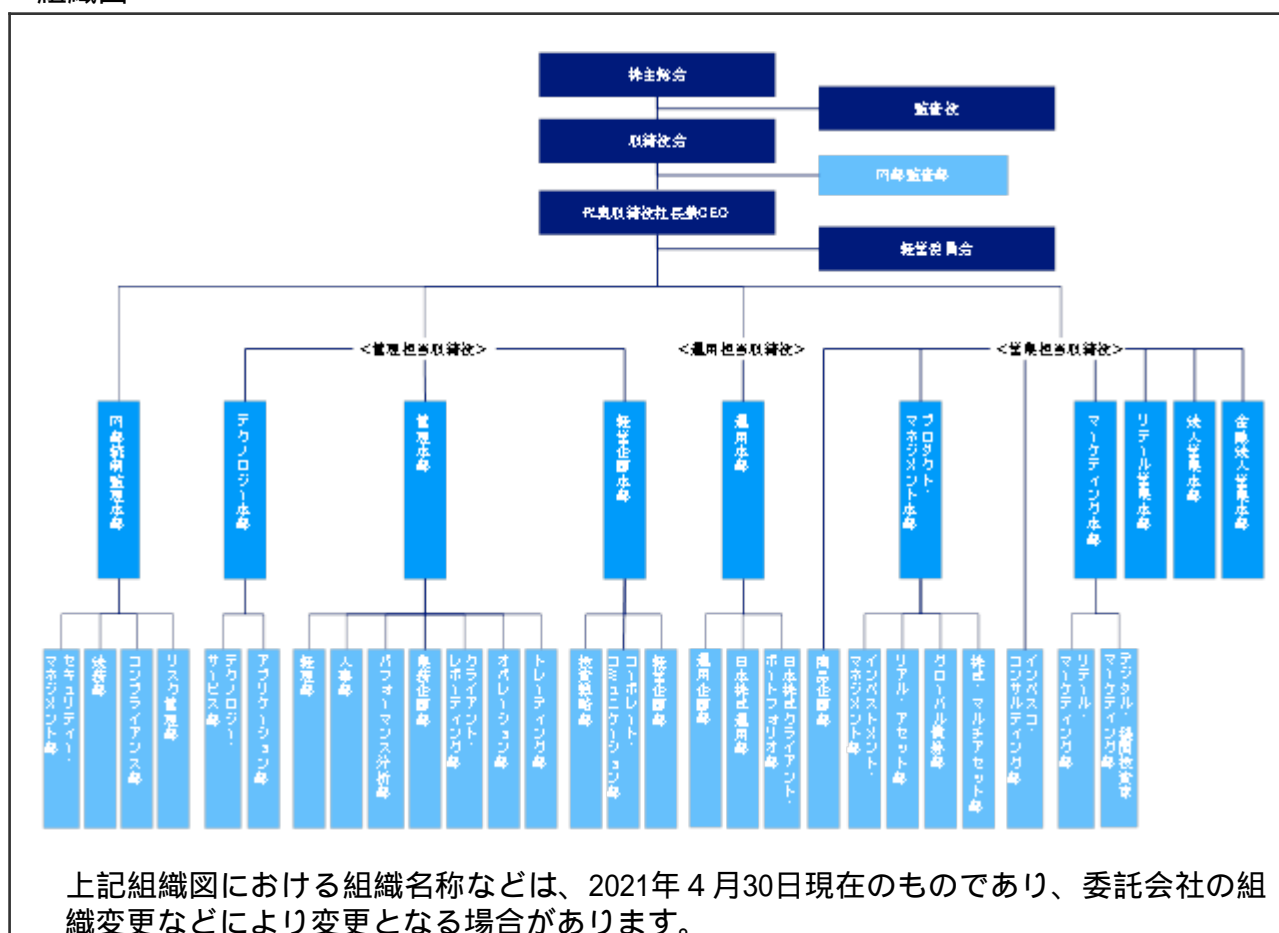 組織図
株主総会
監査役
取締役会
内部監査部
代表取締役社長兼CEO
経営委員会
＜管理担当取締役＞
＜運用担当取締役＞
＜営業担当取締役＞
内部統制監理本部
テクノロジー本部
管理本部
経営企画本部
運用本部
プロダクト・
マネジメント本部
マーケティング本部
リテール営業本部
法人営業本部
金融法人営業本部
セキュリティー・
マネジメント部
法務部
コンプライアンス部
リスク管理部
テクノロジー・
サービス部
アプリケーション部
経理部
人事部
パフォーマンス分析部
業務企画部
クライアント・
レポーティング部
オペレーション部
トレーディング部
投資戦略部
コーポレート・
コミュニケーション部
経営企画部
運用企画部
日本株式運用部
日本株式クライアント・
ポートフォリオ部
商品企画部
インベストメント・
マネジメント部
リアル・アセット部
グローバル債券部
株式・マルチアセット部
インベスコ・
コンサルティング部
リテール・
マーケティング部
デジタル・機関投資家
マーケティング部
上記組織図における組織名称などは、2021年４月30日現在のものであり、委託会社の組
織変更などにより変更となる場合があります。